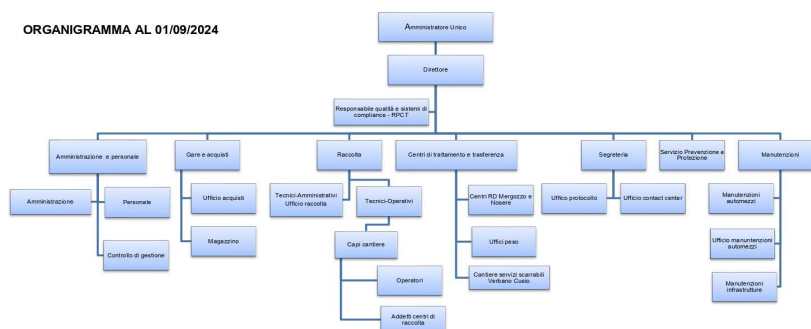 ORGANIGRAMMA AL 01/09/2024
Amministratore Unico
Direttore
Responsabile qualità e sistemi di
compliance - RPCT
Amministrazione e personale
Gare e acquisti
Raccolta
Centri di trattamento e trasferenza
Segreteria
Servizio Prevenzione e
Protezione
Manutenzioni
Amministrazione
Personale
Controllo di gestione
Ufficio acquisti
Magazzino
Tecnici-Amministrativi
Ufficio raccolta
Tecnici-Operativi
Capi cantiere
Operatori
Addetti centri di
raccolta
Centri RD Mergozzo e
Nosere
Uffici peso
Cantiere servizi scarrabili
Verbano Cusio
Uffico protocollo
Ufficio contact center
Manutenzioni
automezzi
Ufficio manuntenzioni
automezzi
Manutenzioni
infrastrutture